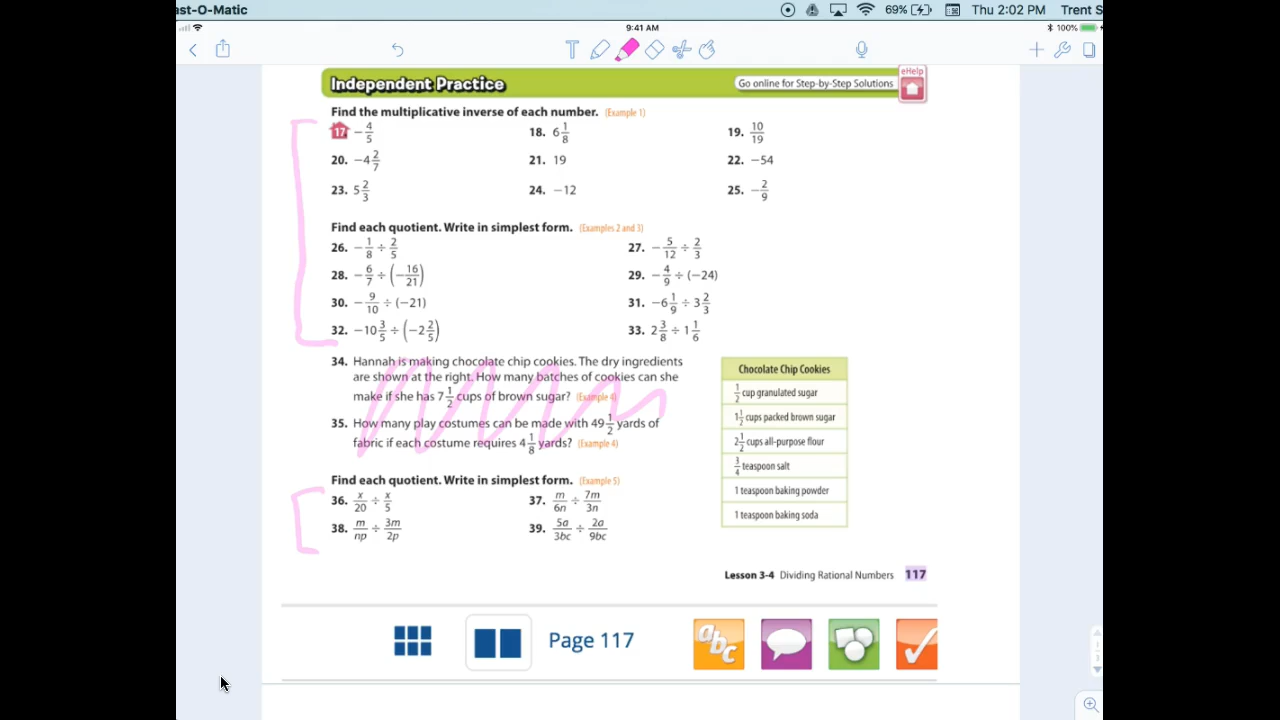 ast-O-Matic 69% Thu 2:02 PM Trent S
9:41 AM 100%
T
Independent Practice Go online for Step-by-Step Solutions eHelp
Find the multiplicative inverse of each number. (Example 1)
17 −4/5 18. 6 1/8 19. 10/19
20. −4 2/7 21. 19 22. −54
23. 5 2/3 24. −12 25. −2/9
Find each quotient. Write in simplest form. (Examples 2 and 3)
26. −1/8 ÷ 2/5 27. −5/12 ÷ 2/3
28. −6/7 ÷ (−16/21) 29. −4/9 ÷ (−24)
30. −9/10 ÷ (−21) 31. −6 1/9 ÷ 3 2/3
32. −10 3/5 ÷ (−2 2/5) 33. 2 3/8 ÷ 1 1/6
34. Hannah is making chocolate chip cookies. The dry ingredients
are shown at the right. How many batches of cookies can she
make if she has 7 1/2 cups of brown sugar? (Example 4)
35. How many play costumes can be made with 49 1/2 yards of
fabric if each costume requires 4 1/8 yards? (Example 4)
Chocolate Chip Cookies
1/2 cup granulated sugar
1 1/2 cups packed brown sugar
2 1/2 cups all-purpose flour
3/4 teaspoon salt
1 teaspoon baking powder
1 teaspoon baking soda
Find each quotient. Write in simplest form. (Example 5)
36. x/20 ÷ x/5 37. m/6n ÷ 7m/3n
38. m/np ÷ 3m/2p 39. 5a/3bc ÷ 2a/9bc
Lesson 3-4 Dividing Rational Numbers 117
Page 117 abc